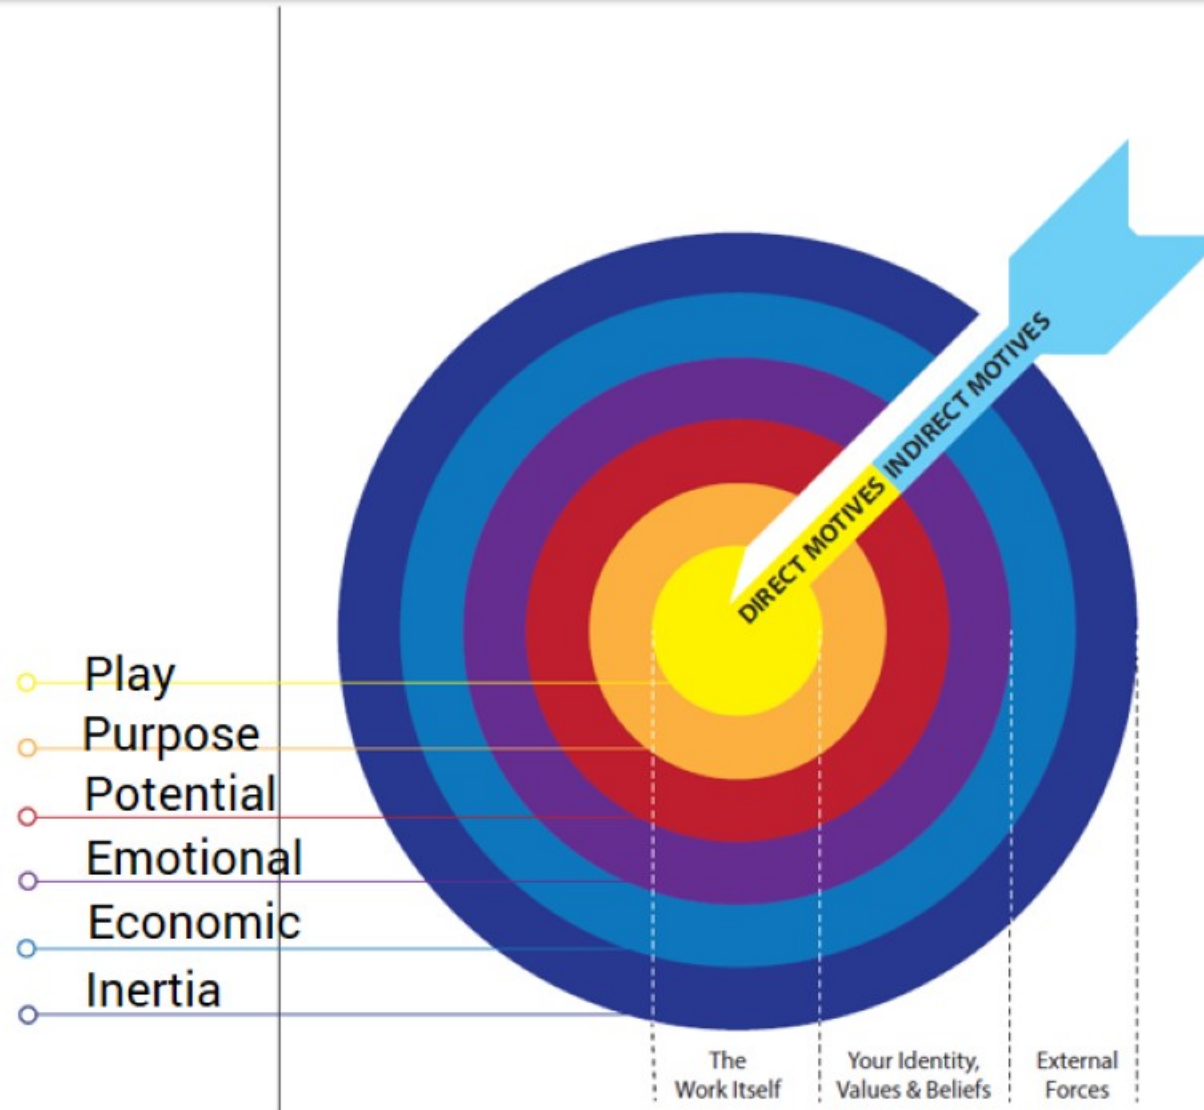 INDIRECT MOTIVES
DIRECT MOTIVES
Play
Purpose
Potential
Emotional
Economic
Inertia
The
Work Itself
Your Identity,
Values & Beliefs
External
Forces